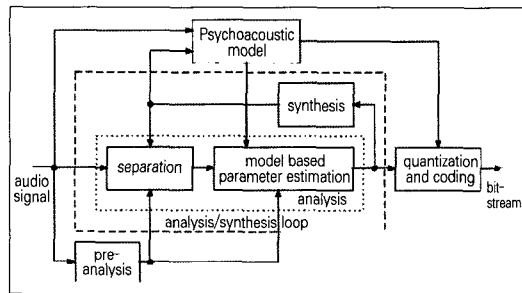 Psychoacoustic
model
synthesis
separation
model based
parameter estimation
analysis
quantization
and coding
audio
signal
bit-
stream
analysis/synthesis loop
pre-
analysis